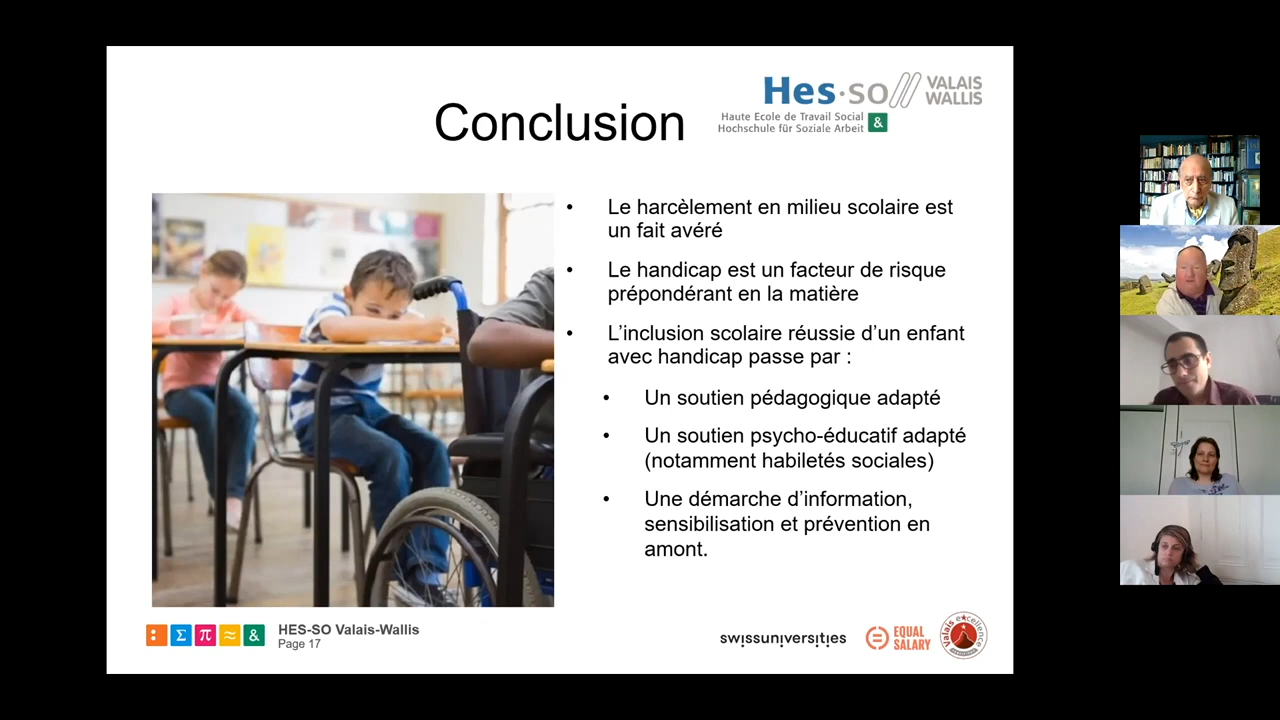 Hes·so VALAIS
WALLIS
Haute Ecole de Travail Social
Hochschule für Soziale Arbeit &
Conclusion
• Le harcèlement en milieu scolaire est
un fait avéré
• Le handicap est un facteur de risque
prépondérant en la matière
• L’inclusion scolaire réussie d’un enfant
avec handicap passe par :
• Un soutien pédagogique adapté
• Un soutien psycho-éducatif adapté
(notamment habiletés sociales)
• Une démarche d’information,
sensibilisation et prévention en
amont.
: Σ π ≈ &
HES-SO Valais-Wallis
Page 17
swissuniversities
EQUAL
SALARY
valais excellence